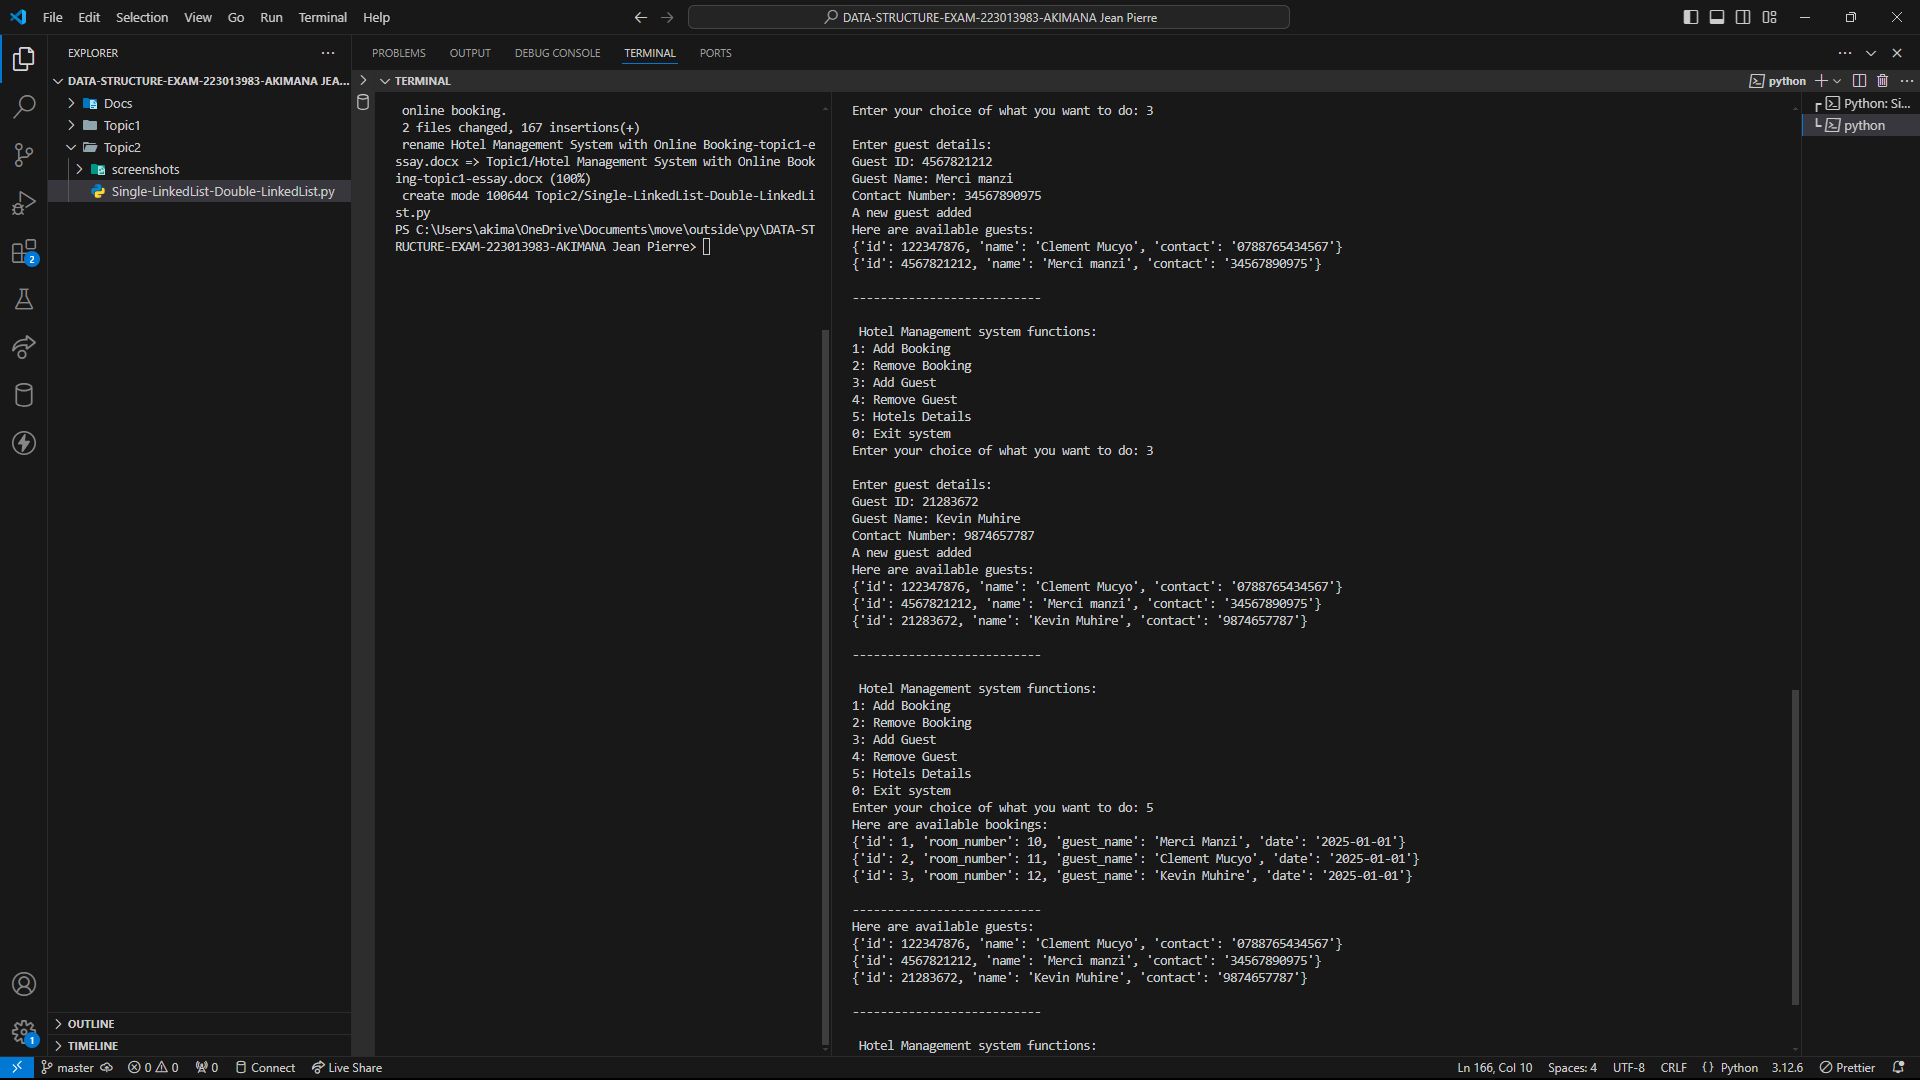 File Edit Selection View Go Run Terminal Help
DATA-STRUCTURE-EXAM-223013983-AKIMANA Jean Pierre
EXPLORER
DATA-STRUCTURE-EXAM-223013983-AKIMANA JEA...
Docs
Topic1
Topic2
screenshots
Single-LinkedList-Double-LinkedList.py
OUTLINE
TIMELINE
2
1
PROBLEMS OUTPUT DEBUG CONSOLE TERMINAL PORTS
TERMINAL
python
online booking.
2 files changed, 167 insertions(+)
rename Hotel Management System with Online Booking-topic1-e
ssay.docx => Topic1/Hotel Management System with Online Book
ing-topic1-essay.docx (100%)
create mode 100644 Topic2/Single-LinkedList-Double-LinkedLi
st.py
PS C:\Users\akima\OneDrive\Documents\move\outside\py\DATA-ST
RUCTURE-EXAM-223013983-AKIMANA Jean Pierre>
Enter your choice of what you want to do: 3
Enter guest details:
Guest ID: 4567821212
Guest Name: Merci manzi
Contact Number: 34567890975
A new guest added
Here are available guests:
{'id': 122347876, 'name': 'Clement Mucyo', 'contact': '0788765434567'}
{'id': 4567821212, 'name': 'Merci manzi', 'contact': '34567890975'}
---------------------------
Hotel Management system functions:
1: Add Booking
2: Remove Booking
3: Add Guest
4: Remove Guest
5: Hotels Details
0: Exit system
Enter your choice of what you want to do: 3
Enter guest details:
Guest ID: 21283672
Guest Name: Kevin Muhire
Contact Number: 9874657787
A new guest added
Here are available guests:
{'id': 122347876, 'name': 'Clement Mucyo', 'contact': '0788765434567'}
{'id': 4567821212, 'name': 'Merci manzi', 'contact': '34567890975'}
{'id': 21283672, 'name': 'Kevin Muhire', 'contact': '9874657787'}
---------------------------
Hotel Management system functions:
1: Add Booking
2: Remove Booking
3: Add Guest
4: Remove Guest
5: Hotels Details
0: Exit system
Enter your choice of what you want to do: 5
Here are available bookings:
{'id': 1, 'room_number': 10, 'guest_name': 'Merci Manzi', 'date': '2025-01-01'}
{'id': 2, 'room_number': 11, 'guest_name': 'Clement Mucyo', 'date': '2025-01-01'}
{'id': 3, 'room_number': 12, 'guest_name': 'Kevin Muhire', 'date': '2025-01-01'}
---------------------------
Here are available guests:
{'id': 122347876, 'name': 'Clement Mucyo', 'contact': '0788765434567'}
{'id': 4567821212, 'name': 'Merci manzi', 'contact': '34567890975'}
{'id': 21283672, 'name': 'Kevin Muhire', 'contact': '9874657787'}
---------------------------
Hotel Management system functions:
Python: Si...
python
master 0 0 0 Connect Live Share
Ln 166, Col 10 Spaces: 4 UTF-8 CRLF { } Python 3.12.6 Prettier